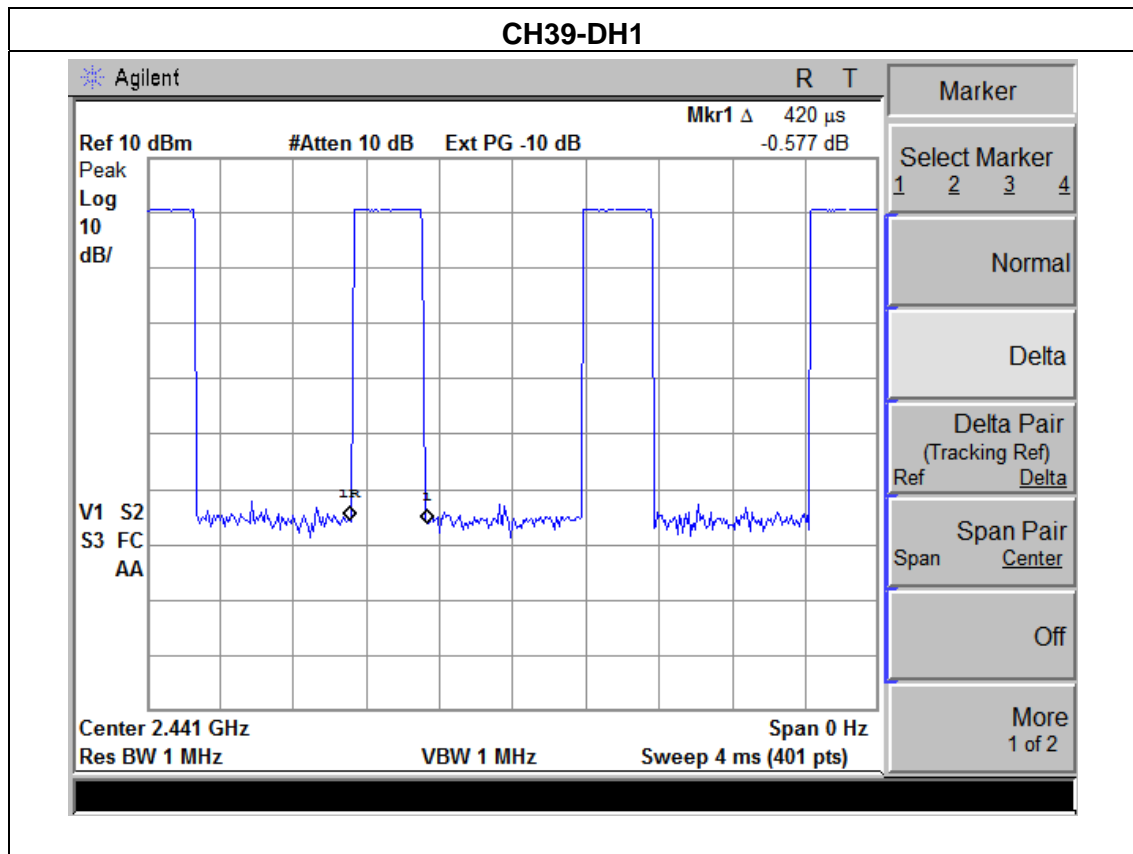 CH39-DH1
Agilent
R T
Mkr1 Δ 420 µs
Ref 10 dBm #Atten 10 dB Ext PG -10 dB -0.577 dB
Peak
Log
10
dB/
1R
1
V1 S2
S3 FC
AA
Center 2.441 GHz Span 0 Hz
Res BW 1 MHz VBW 1 MHz Sweep 4 ms (401 pts)
Marker
Select Marker
1 2 3 4
Normal
Delta
Delta Pair
(Tracking Ref)
Ref Delta
Span Pair
Span Center
Off
More
1 of 2